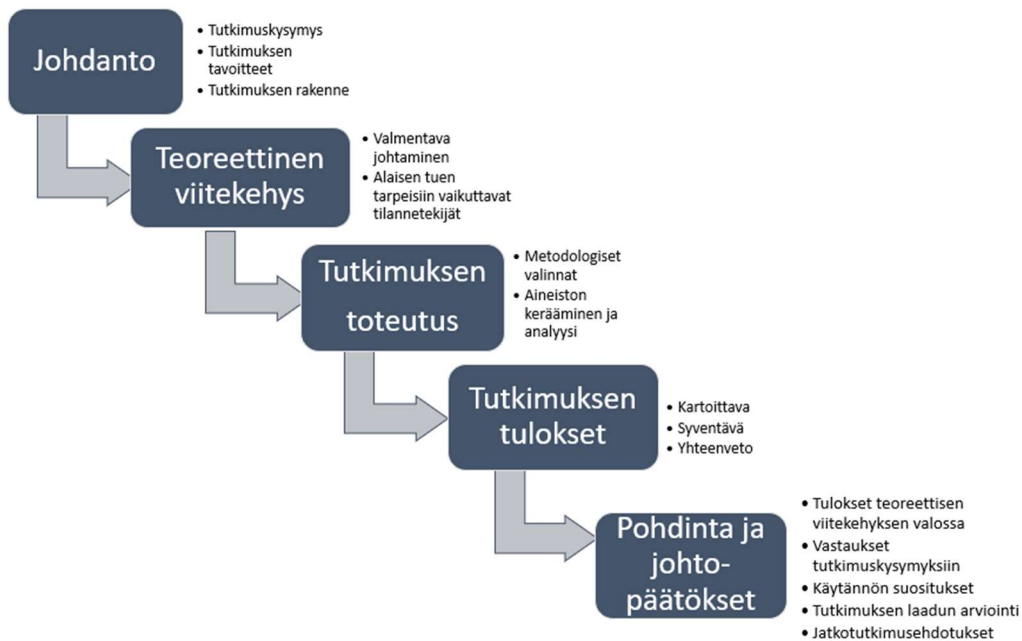 Johdanto
• Tutkimuskysymys
• Tutkimuksen
tavoitteet
• Tutkimuksen rakenne
Teoreettinen
viitekehys
• Valmentava
johtaminen
• Alaisen tuen
tarpeisiin vaikuttavat
tilannetekijät
Tutkimuksen
toteutus
• Metodologiset
valinnat
• Aineiston
kerääminen ja
analyysi
Tutkimuksen
tulokset
• Kartoittava
• Syventävä
• Yhteenveto
Pohdinta ja
johto-
päätökset
• Tulokset teoreettisen
viitekehyksen valossa
• Vastaukset
tutkimuskysymyksiin
• Käytännön suositukset
• Tutkimuksen laadun arviointi
• Jatkotutkimusehdotukset